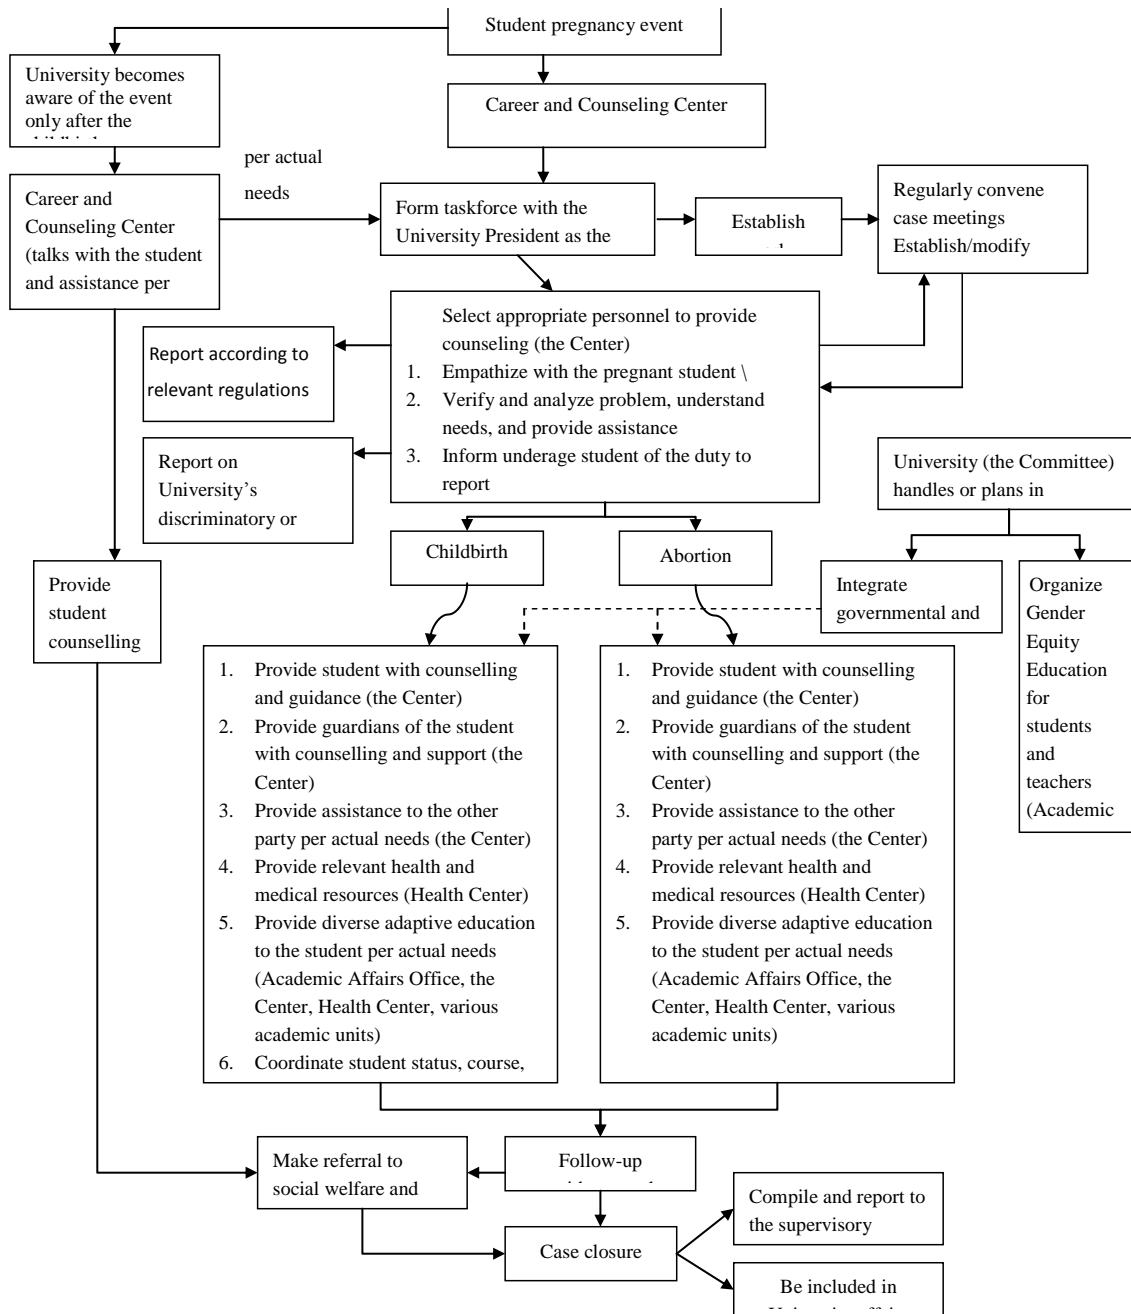 Student pregnancy event
University becomes
aware of the event
only after the
Career and Counseling Center
per actual
needs
Career and
Counseling Center
(talks with the student
and assistance per
Form taskforce with the
University President as the
Establish
Regularly convene
case meetings
Establish/modify
Select appropriate personnel to provide
counseling (the Center)
1. Empathize with the pregnant student \
2. Verify and analyze problem, understand
needs, and provide assistance
3. Inform underage student of the duty to
report
Report according to
relevant regulations
Report on
University's
discriminatory or
University (the Committee)
handles or plans in
Childbirth
Abortion
Integrate
governmental and
Organize
Gender
Equity
Education
for
students
and
teachers
(Academic
Provide
student
counselling
1. Provide student with counselling
and guidance (the Center)
2. Provide guardians of the student
with counselling and support (the
Center)
3. Provide assistance to the other
party per actual needs (the Center)
4. Provide relevant health and
medical resources (Health Center)
5. Provide diverse adaptive education
to the student per actual needs
(Academic Affairs Office, the
Center, Health Center, various
academic units)
6. Coordinate student status, course,
1. Provide student with counselling
and guidance (the Center)
2. Provide guardians of the student
with counselling and support (the
Center)
3. Provide assistance to the other
party per actual needs (the Center)
4. Provide relevant health and
medical resources (Health Center)
5. Provide diverse adaptive education
to the student per actual needs
(Academic Affairs Office, the
Center, Health Center, various
academic units)
Make referral to
social welfare and
Follow-up
Case closure
Compile and report to
the supervisory
Be included in